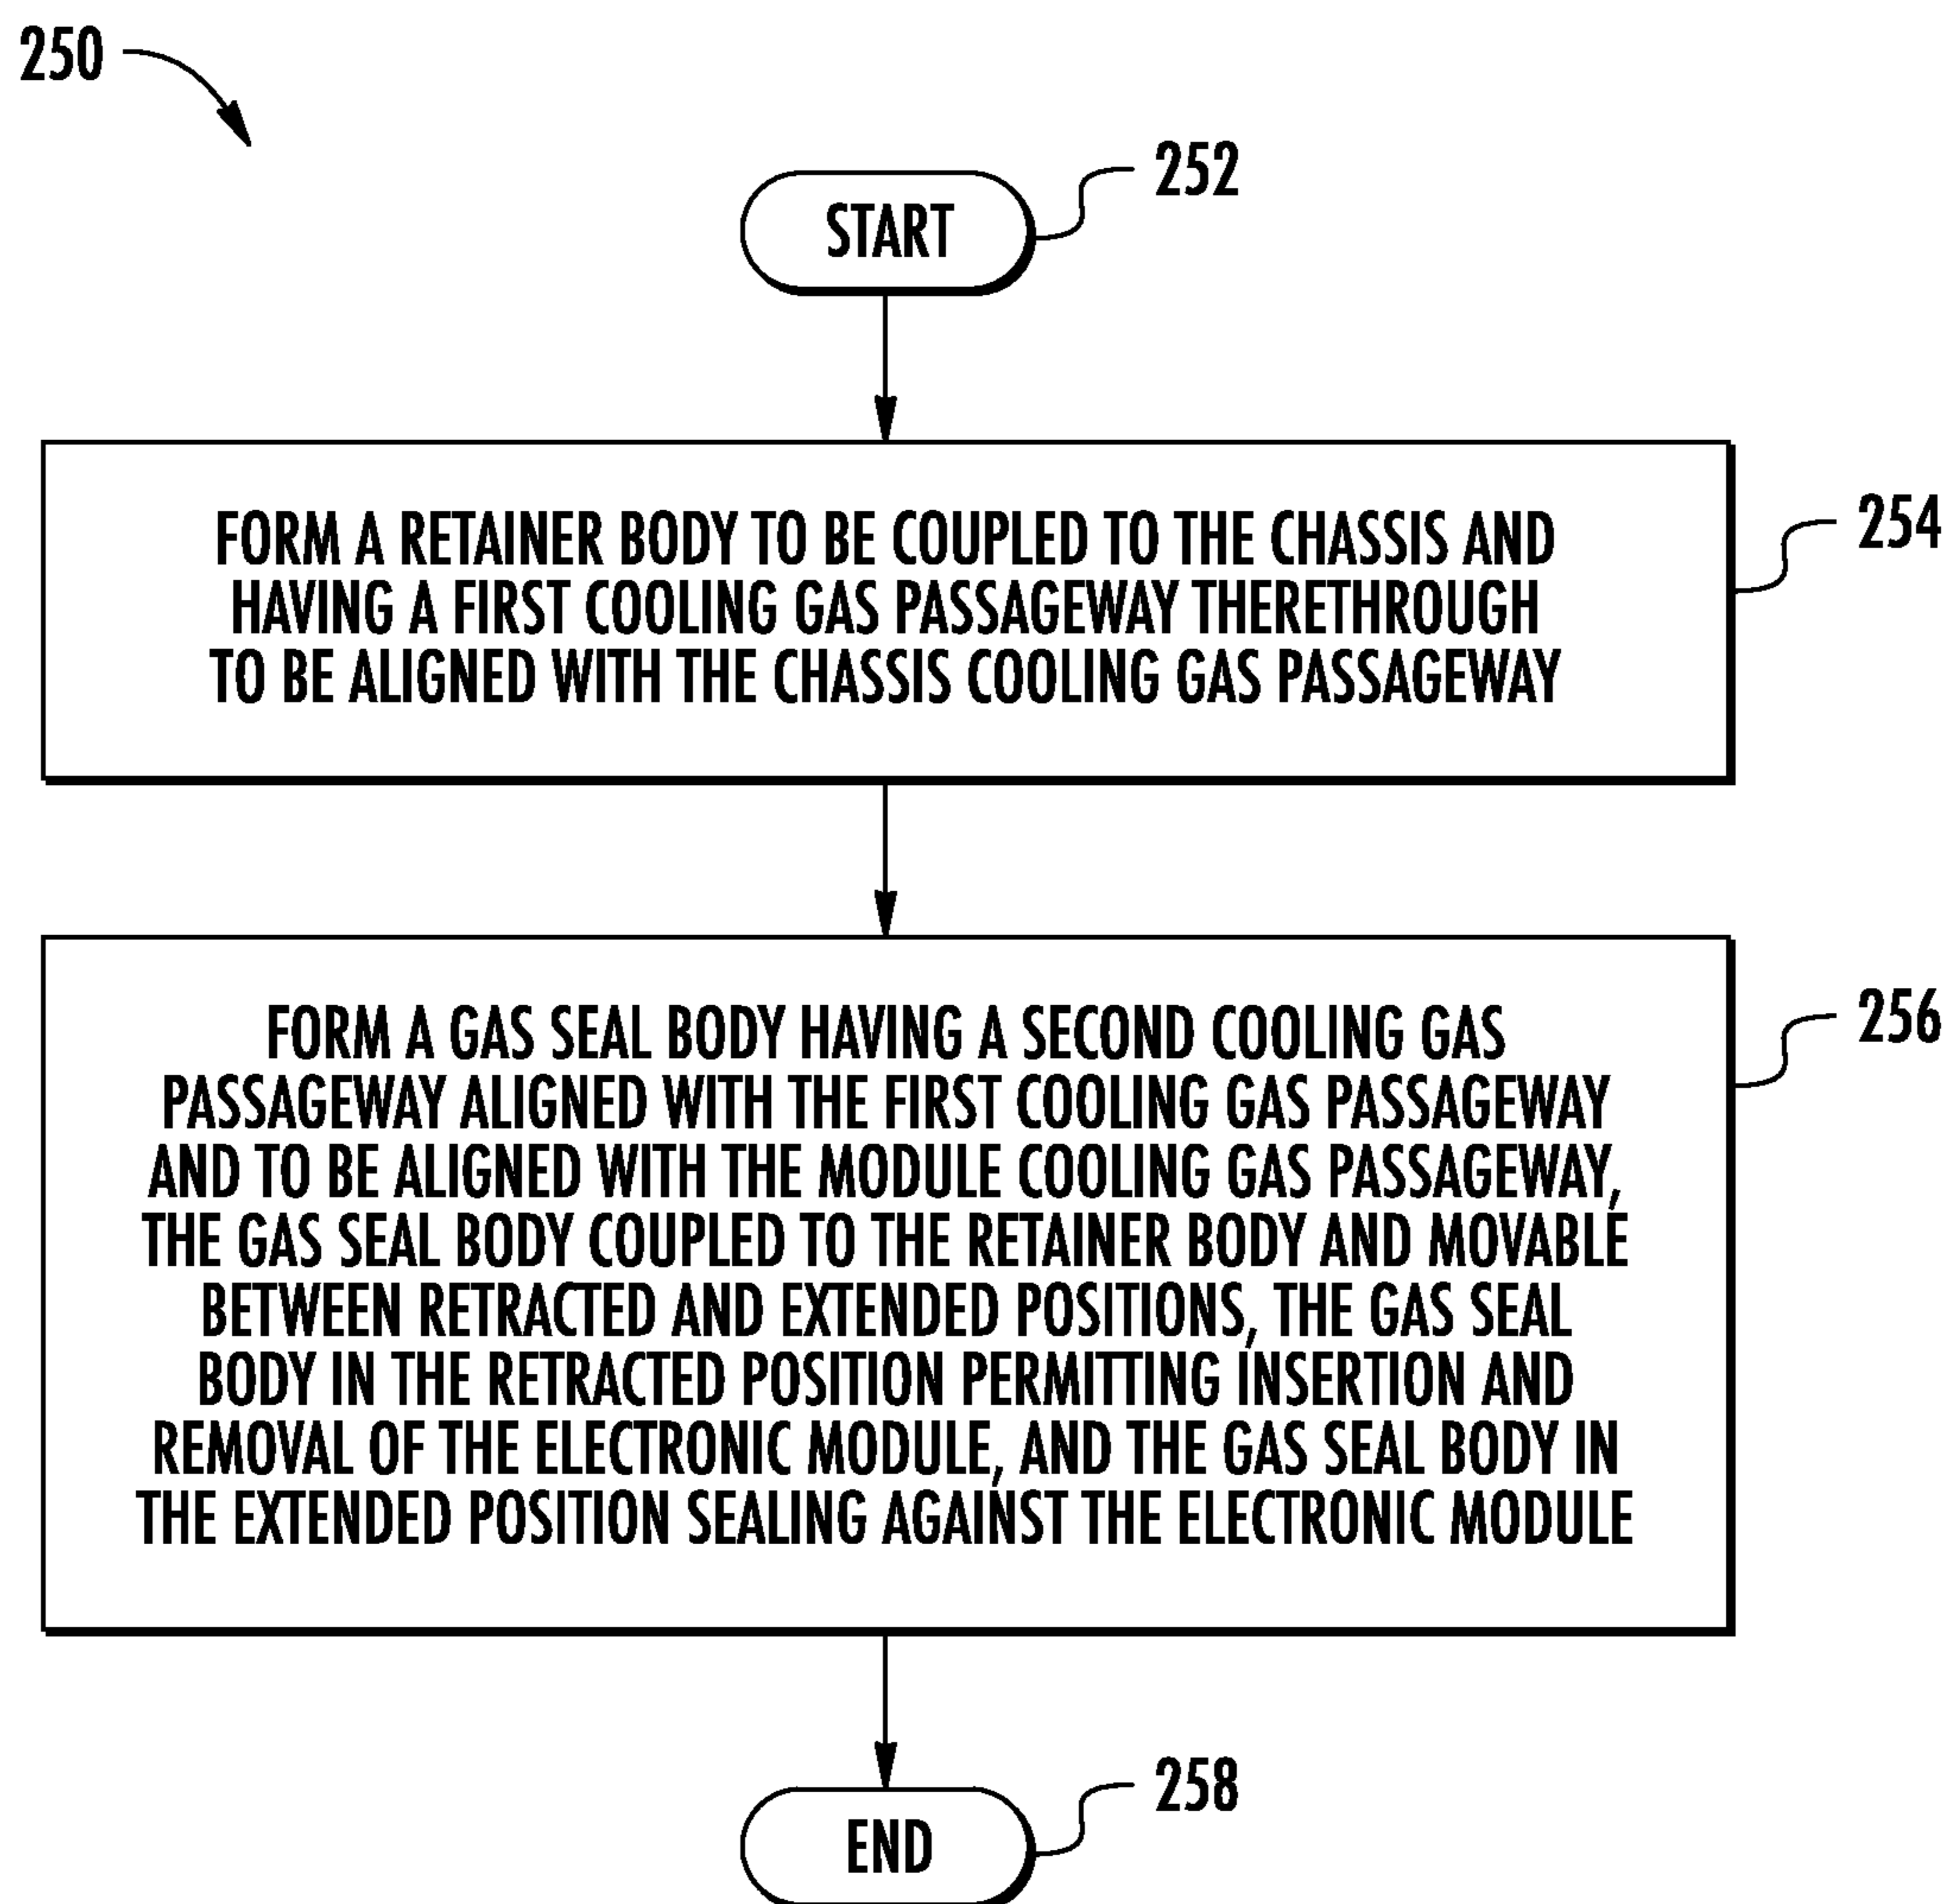 250
252
START
FORM A RETAINER BODY TO BE COUPLED TO THE CHASSIS AND
HAVING A FIRST COOLING GAS PASSAGEWAY THERETHROUGH
TO BE ALIGNED WITH THE CHASSIS COOLING GAS PASSAGEWAY
254
FORM A GAS SEAL BODY HAVING A SECOND COOLING GAS
PASSAGEWAY ALIGNED WITH THE FIRST COOLING GAS PASSAGEWAY
AND TO BE ALIGNED WITH THE MODULE COOLING GAS PASSAGEWAY,
THE GAS SEAL BODY COUPLED TO THE RETAINER BODY AND MOVABLE
BETWEEN RETRACTED AND EXTENDED POSITIONS, THE GAS SEAL
BODY IN THE RETRACTED POSITION PERMITTING INSERTION AND
REMOVAL OF THE ELECTRONIC MODULE, AND THE GAS SEAL BODY IN
THE EXTENDED POSITION SEALING AGAINST THE ELECTRONIC MODULE
256
END
258